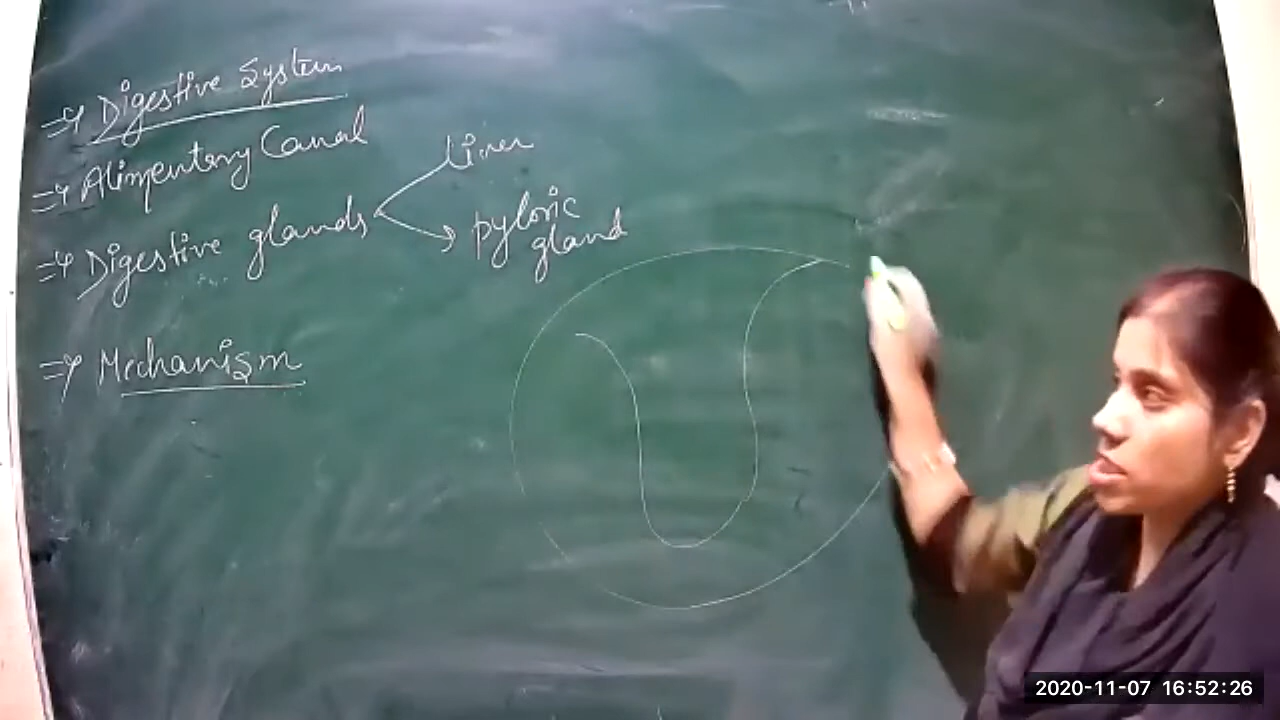 ⇒ Digestive System
⇒ Alimentary Canal
⇒ Digestive glands
Liver
→ pyloric
gland
⇒ Mechanism
2020-11-07 16:52:26